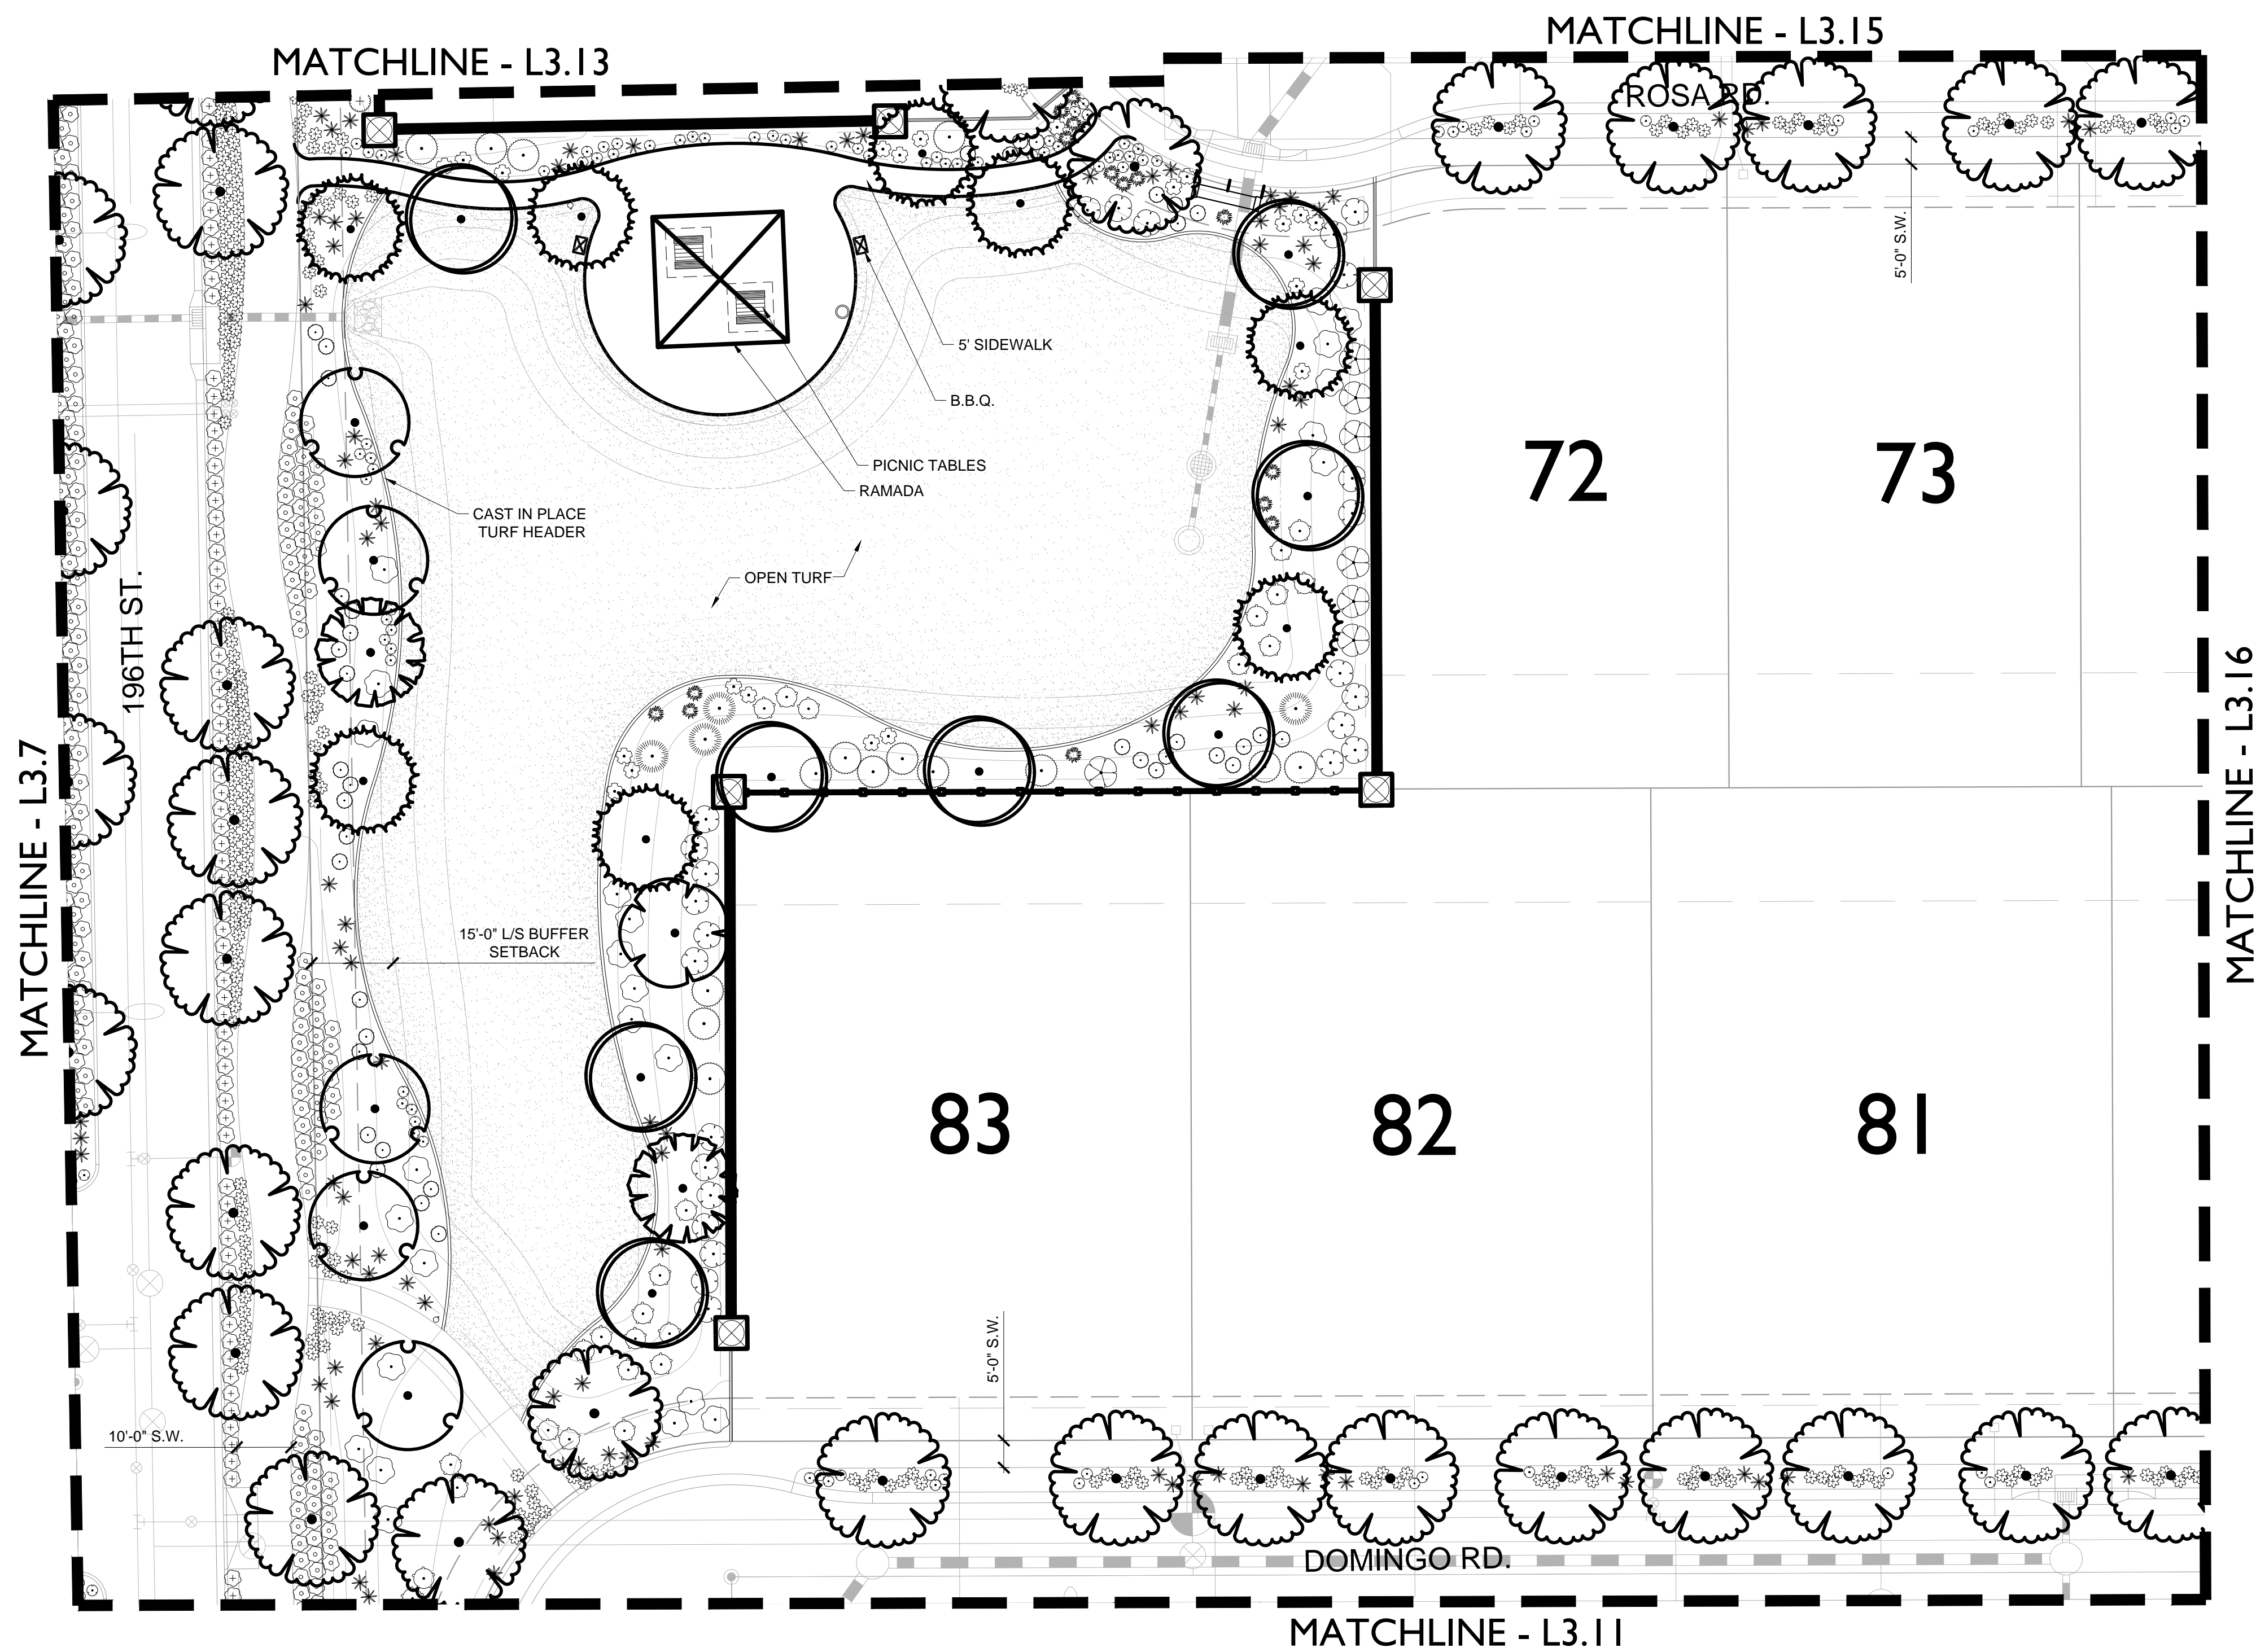 MATCHLINE - L3.15
MATCHLINE - L3.13
ROSA RD.
5'-0" S.W.
5' SIDEWALK
B.B.Q.
PICNIC TABLES
RAMADA
72
73
CAST IN PLACE
TURF HEADER
OPEN TURF
196TH ST.
MATCHLINE - L3.7
MATCHLINE - L3.16
15'-0" L/S BUFFER
SETBACK
83
82
81
5'-0" S.W.
10'-0" S.W.
DOMINGO RD.
MATCHLINE - L3.11